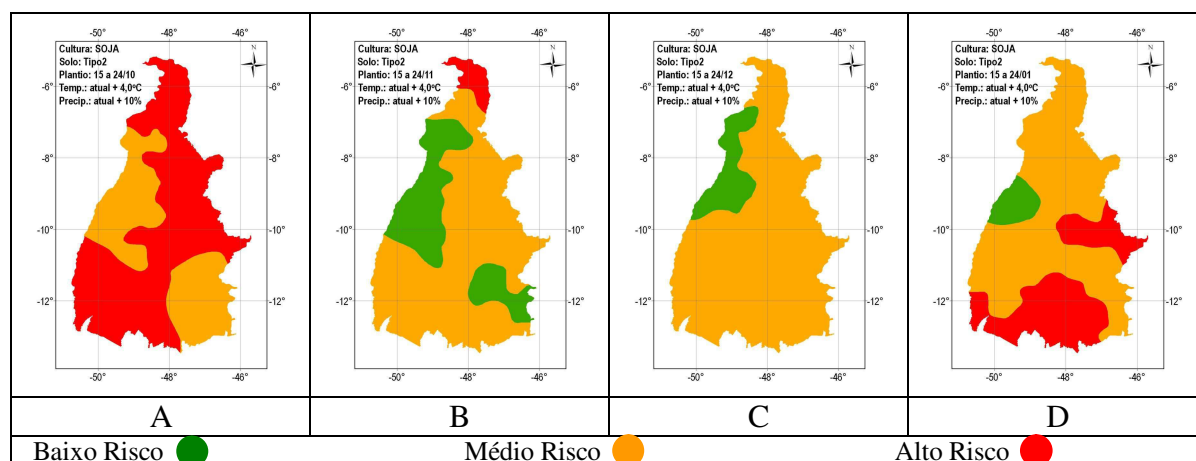 -50° -48° -46°
Cultura: SOJA
Solo: Tipo2
Plantio: 15 a 24/10
Temp.: atual + 4,0ºC
Precip.: atual + 10%
N
-6° -6°
-8° -8°
-10° -10°
-12° -12°
-50° -48° -46°
A
-50° -48° -46°
Cultura: SOJA
Solo: Tipo2
Plantio: 15 a 24/11
Temp.: atual + 4,0ºC
Precip.: atual + 10%
N
-6° -6°
-8° -8°
-10° -10°
-12° -12°
-50° -48° -46°
B
-50° -48° -46°
Cultura: SOJA
Solo: Tipo2
Plantio: 15 a 24/12
Temp.: atual + 4,0ºC
Precip.: atual + 10%
N
-6° -6°
-8° -8°
-10° -10°
-12° -12°
-50° -48° -46°
C
-50° -48° -46°
Cultura: SOJA
Solo: Tipo2
Plantio: 15 a 24/01
Temp.: atual + 4,0ºC
Precip.: atual + 10%
N
-6° -6°
-8° -8°
-10° -10°
-12° -12°
-50° -48° -46°
D
Baixo Risco Médio Risco Alto Risco